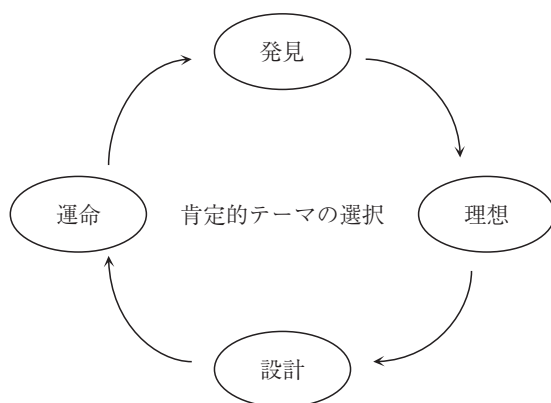 発見
運命
肯定的テーマの選択
理想
設計